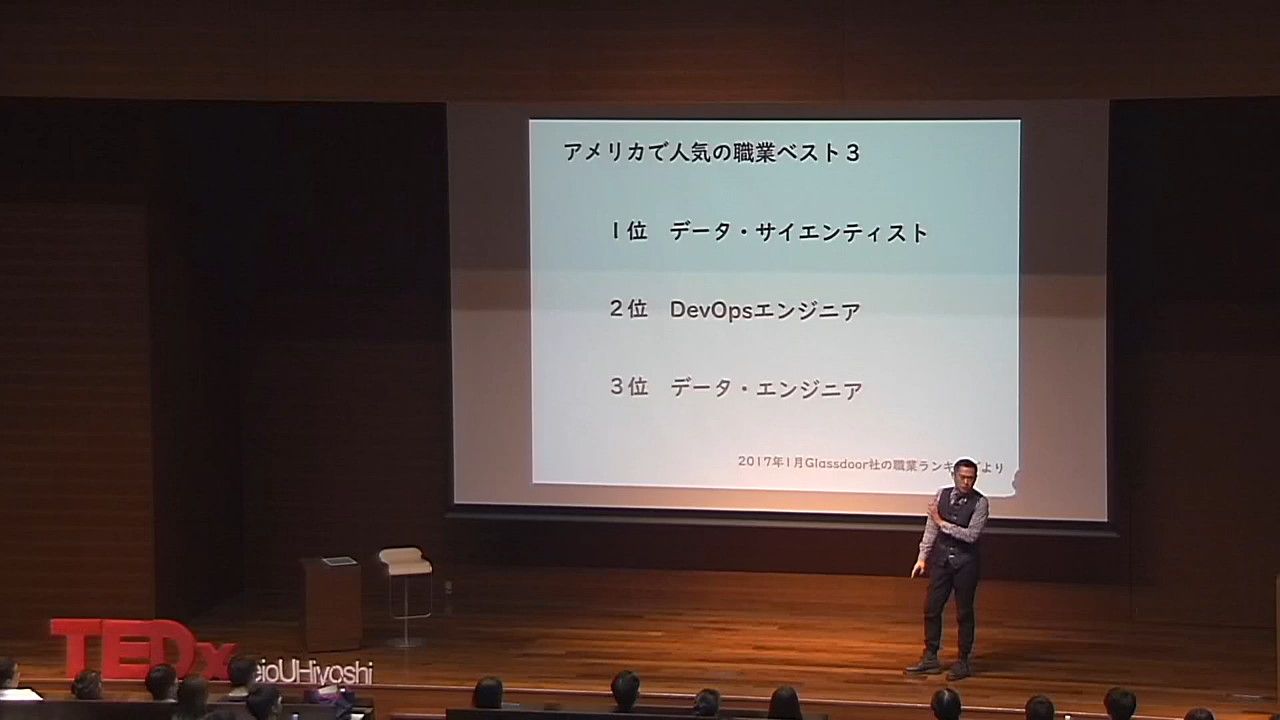 アメリカで人気の職業ベスト3
1位 データ・サイエンティスト
2位 DevOpsエンジニア
3位 データ・エンジニア
2017年1月Glassdoor社の職業ラン より
TEDx
eioUHiyoshi